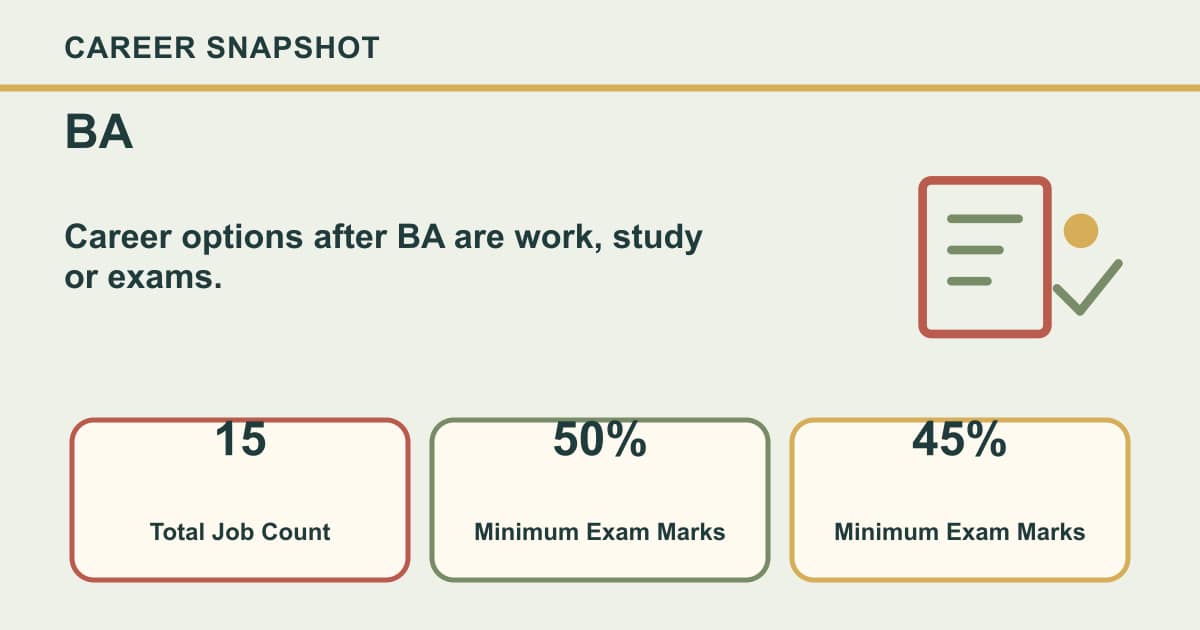 CAREER SNAPSHOT
BA
Career options after BA are work, study
or exams.
15
Total Job Count
50%
Minimum Exam Marks
45%
Minimum Exam Marks